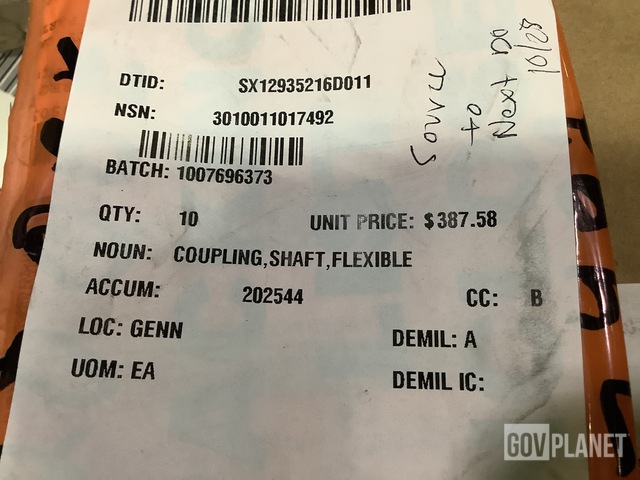 DTID: SX12935216D011
NSN: 3010011017492
BATCH: 1007696373
QTY: 10 UNIT PRICE: $387.58
NOUN: COUPLING,SHAFT,FLEXIBLE
ACCUM: 202544 CC: B
LOC: GENN DEMIL: A
UOM: EA DEMIL IC:
Next
to
10/25
GOVPLANET